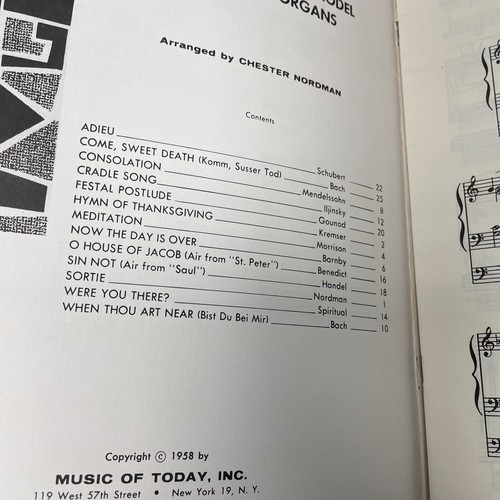 MODEL
ORGANS
Arranged by CHESTER NORDMAN
Contents
ADIEU Schubert 22
COME, SWEET DEATH (Komm, Susser Tod) Bach 25
CONSOLATION Mendelssohn 8
CRADLE SONG Iljinsky 12
FESTAL POSTLUDE Gounod 20
HYMN OF THANKSGIVING Kremser 2
MEDITATION Morrison 4
NOW THE DAY IS OVER Barnby 6
O HOUSE OF JACOB (Air from "St. Peter") Benedict 16
SIN NOT (Air from "Saul") Handel 18
SORTIE Nordman 1
WERE YOU THERE? Spiritual 14
WHEN THOU ART NEAR (Bist Du Bei Mir) Bach 10
Copyright © 1958 by
MUSIC OF TODAY, INC.
119 West 57th Street • New York 19, N. Y.